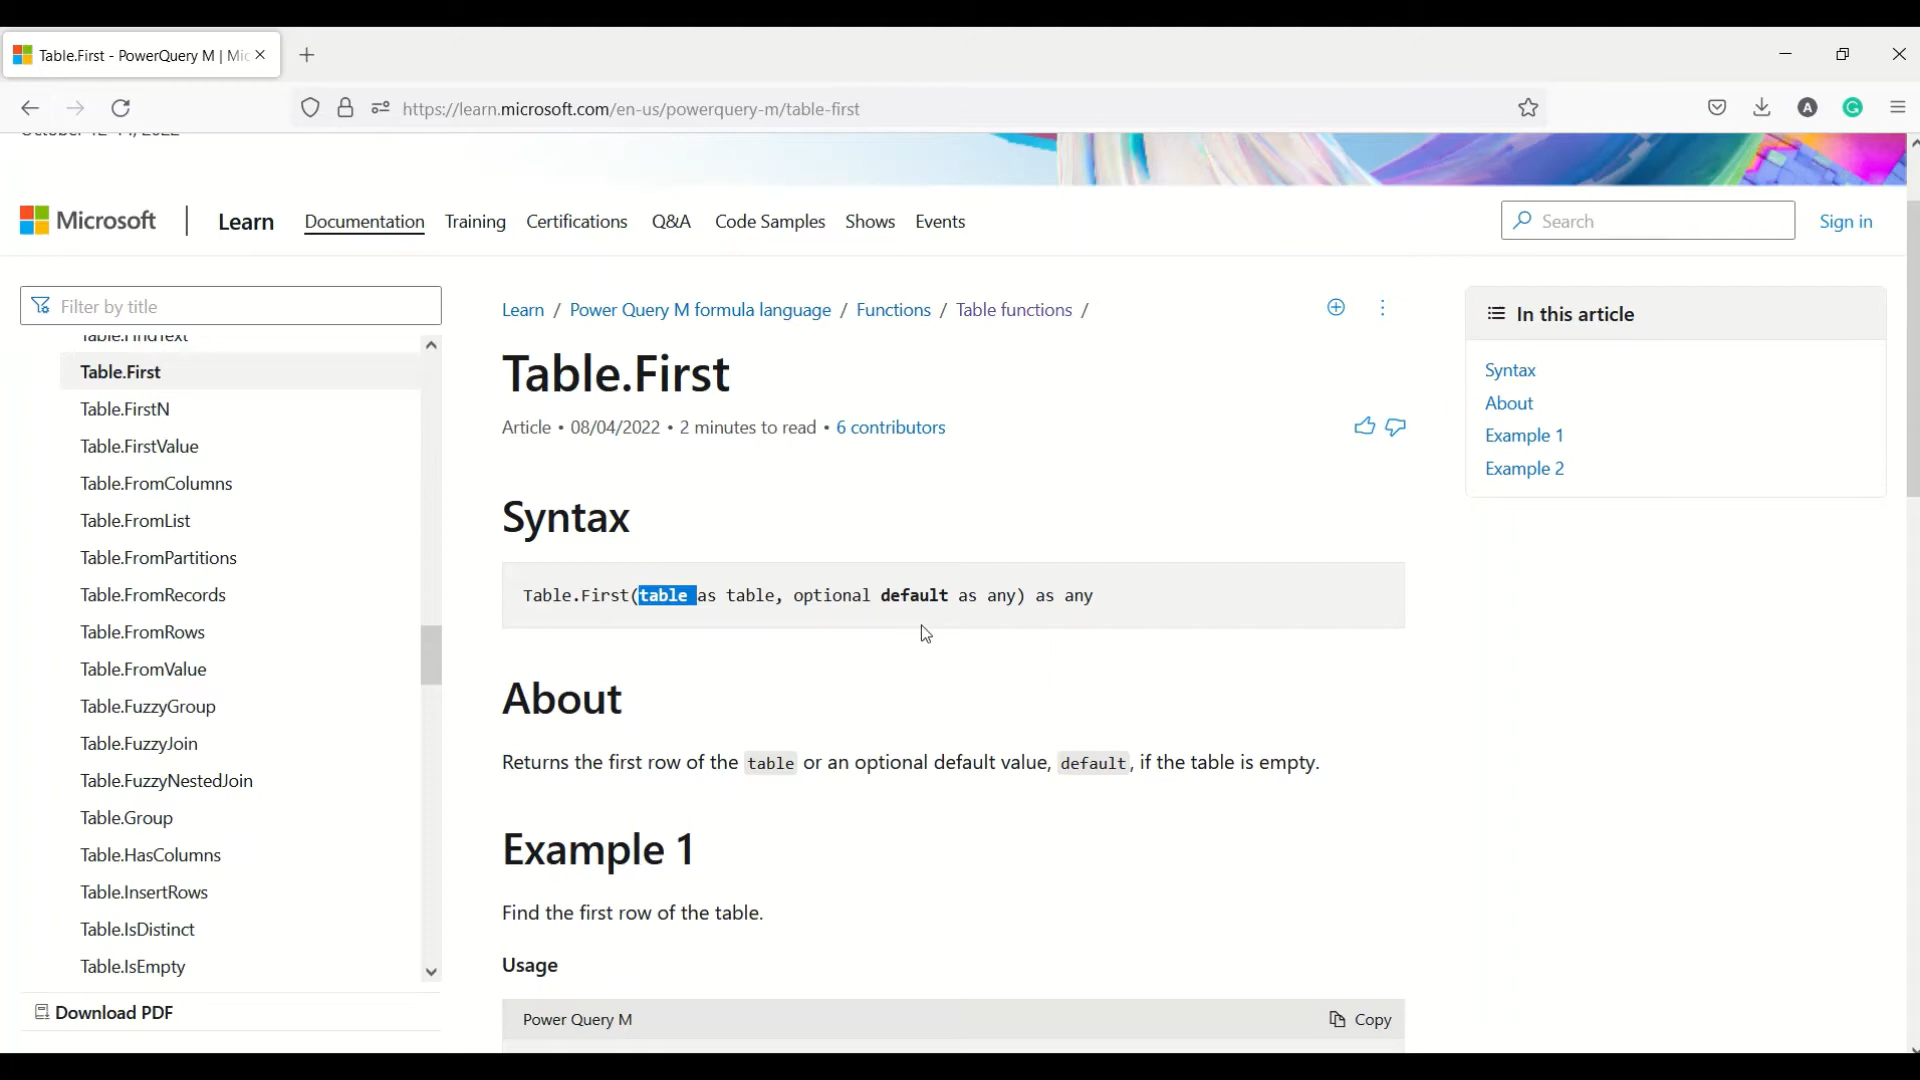 Table.First - PowerQuery M | Mic
https://learn.microsoft.com/en-us/powerquery-m/table-first
A
G
Microsoft
Learn
Documentation
Training
Certifications
Q&A
Code Samples
Shows
Events
Search
Sign in
Filter by title
Table.FindText
Table.First
Table.FirstN
Table.FirstValue
Table.FromColumns
Table.FromList
Table.FromPartitions
Table.FromRecords
Table.FromRows
Table.FromValue
Table.FuzzyGroup
Table.FuzzyJoin
Table.FuzzyNestedJoin
Table.Group
Table.HasColumns
Table.InsertRows
Table.IsDistinct
Table.IsEmpty
Download PDF
Learn / Power Query M formula language / Functions / Table functions /
Table.First
Article • 08/04/2022 • 2 minutes to read • 6 contributors
Syntax
Table.First(table as table, optional default as any) as any
About
Returns the first row of the table or an optional default value, default, if the table is empty.
Example 1
Find the first row of the table.
Usage
Power Query M
Copy
In this article
Syntax
About
Example 1
Example 2